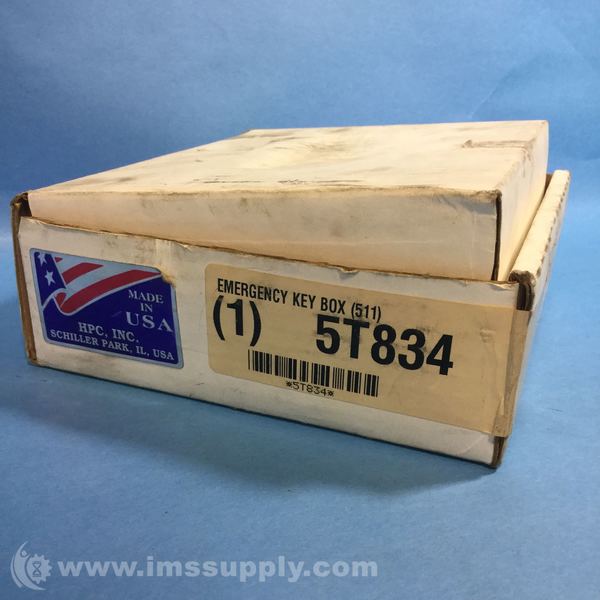 MADE
IN
USA
HPC, INC.
SCHILLER PARK, IL, USA
EMERGENCY KEY BOX (511)
(1) 5T834
*5T834*
www.imssupply.com